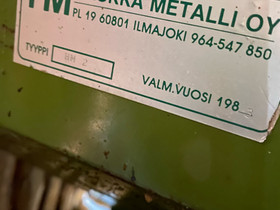 METALLI OY
PL 19 60801 ILMAJOKI 964-547 850
TYYPPI
VALM.VUOSI 198